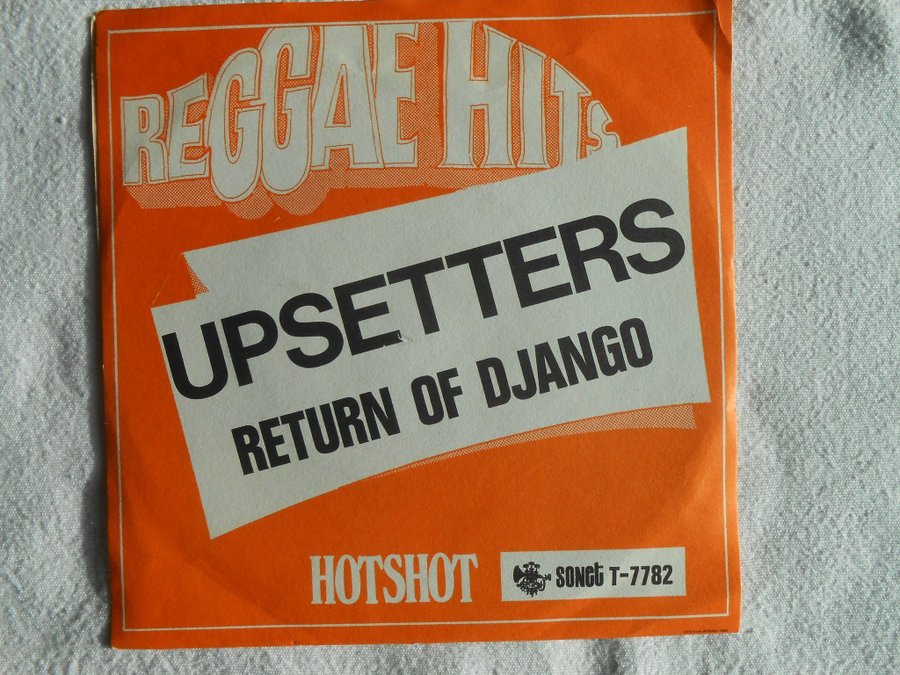 REGGAE HITS
UPSETTERS
RETURN OF DJANGO
HOTSHOT
SONET T-7782